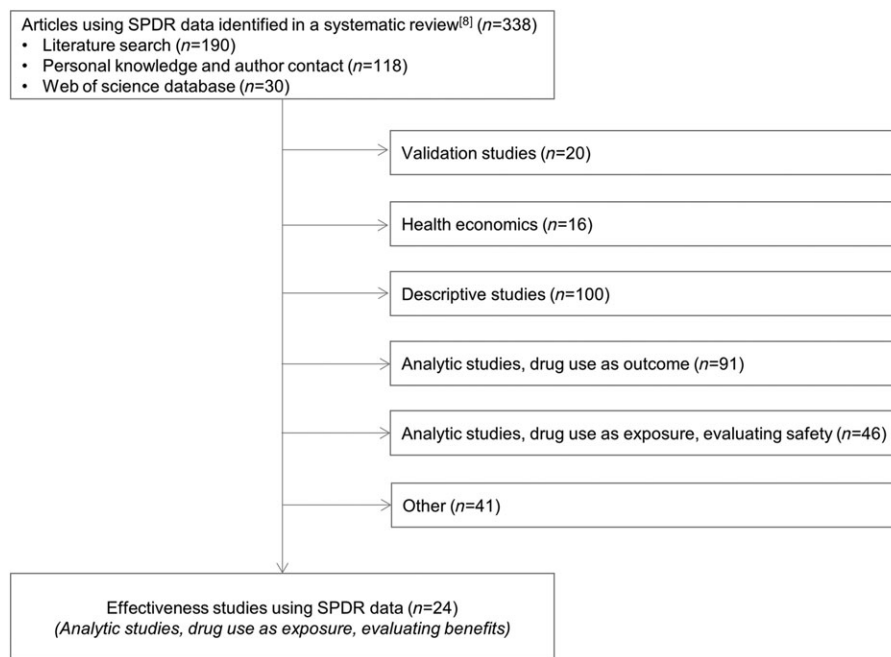 Articles using SPDR data identified in a systematic review[8] (n=338)
• Literature search (n=190)
• Personal knowledge and author contact (n=118)
• Web of science database (n=30)
Validation studies (n=20)
Health economics (n=16)
Descriptive studies (n=100)
Analytic studies, drug use as outcome (n=91)
Analytic studies, drug use as exposure, evaluating safety (n=46)
Other (n=41)
Effectiveness studies using SPDR data (n=24)
(Analytic studies, drug use as exposure, evaluating benefits)